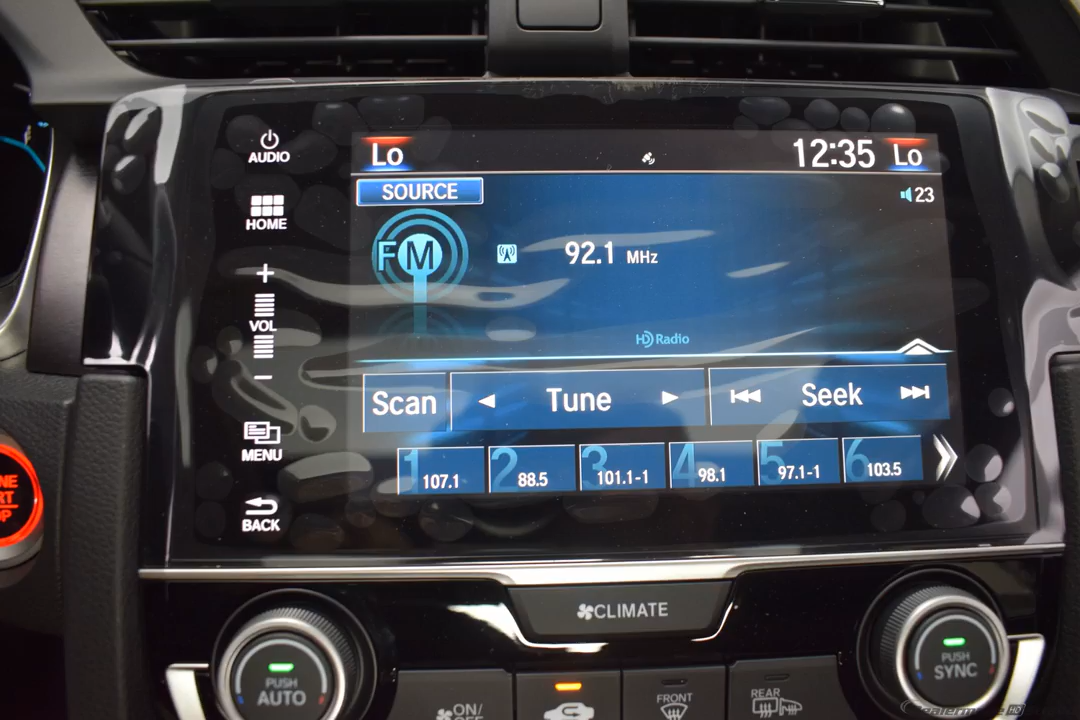 AUDIO
Lo 12:35 Lo
SOURCE
23
HOME
FM 92.1 MHz
VOL
HD Radio
Scan Tune Seek
MENU
1 107.1 2 88.5 3 101.1-1 4 98.1 5 97.1-1 6 103.5
BACK
CLIMATE
PUSH
AUTO
PUSH
SYNC
ON/
OFF
FRONT
REAR